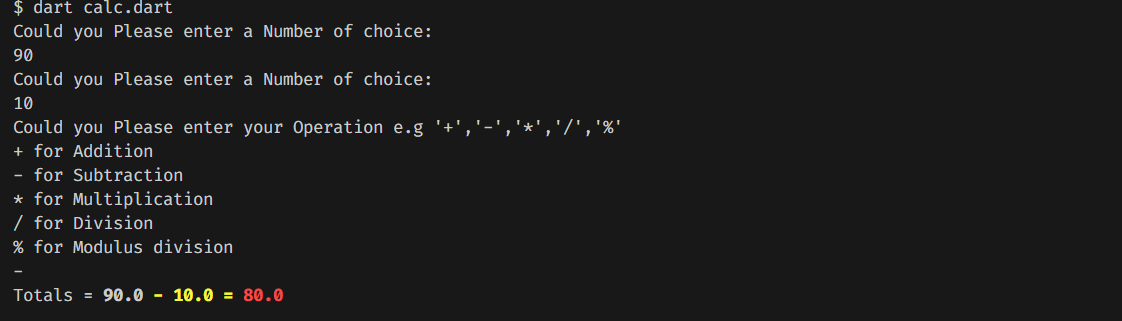 $ dart calc.dart
Could you Please enter a Number of choice:
90
Could you Please enter a Number of choice:
10
Could you Please enter your Operation e.g '+','-','*','/','%'
+ for Addition
- for Subtraction
* for Multiplication
/ for Division
% for Modulus division
-
Totals = 90.0 - 10.0 = 80.0